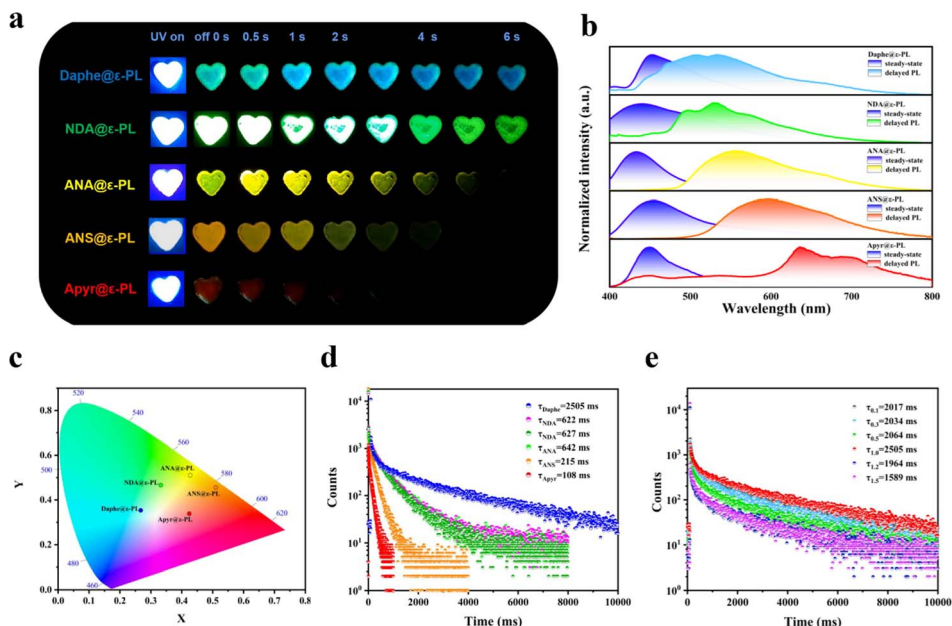 a
UV on off 0 s 0.5 s 1 s 2 s 4 s 6 s
Daphe@ε-PL
NDA@ε-PL
ANA@ε-PL
ANS@ε-PL
Apyr@ε-PL
b
Normalized intensity (a.u.)
Daphe@ε-PL
steady-state
delayed PL
NDA@ε-PL
steady-state
delayed PL
ANA@ε-PL
steady-state
delayed PL
ANS@ε-PL
steady-state
delayed PL
Apyr@ε-PL
steady-state
delayed PL
400 500 600 700 800
Wavelength (nm)
c
Y
0.8
0.6
0.4
0.2
0.0
520
540
560
500
580
600
620
480
460
ANA@ε-PL
NDA@ε-PL
ANS@ε-PL
Daphe@ε-PL
Apyr@ε-PL
0.0 0.1 0.2 0.3 0.4 0.5 0.6 0.7 0.8
X
d
Counts
10⁴
10³
10²
10¹
10⁰
τDaphe=2505 ms
τNDA=622 ms
τNDA=627 ms
τANA=642 ms
τANS=215 ms
τApyr=108 ms
0 2000 4000 6000 8000 10000
Time (ms)
e
Counts
10⁴
10³
10²
10¹
10⁰
τ0.1=2017 ms
τ0.3=2034 ms
τ0.5=2064 ms
τ1.0=2505 ms
τ1.2=1964 ms
τ1.5=1589 ms
0 2000 4000 6000 8000 10000
Time (ms)